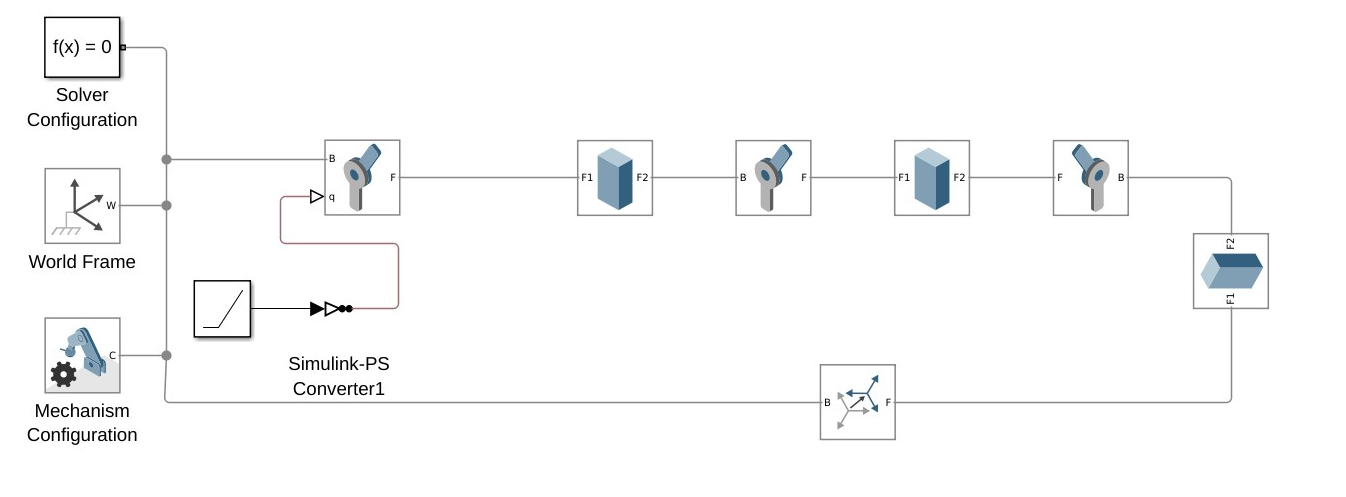 f(x) = 0
Solver
Configuration
B
F
q
F1
F2
B
F
F1
F2
F
B
W
World Frame
F2
F1
C
Simulink-PS
Converter1
B
F
Mechanism
Configuration